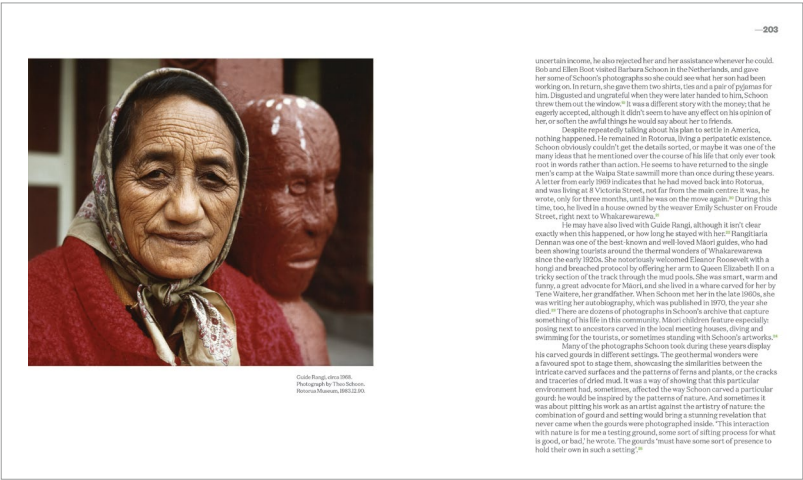 —203
Guide Rangi, circa 1969.
Photograph by Theo Schoon.
Rotorua Museum, 1983.12.90.
uncertain income, he also rejected her and her assistance whenever he could.
Bob and Ellen Boot visited Barbara Schoon in the Netherlands, and gave
her some of Schoon's photographs so she could see what her son had been
working on. In return, she gave them two shirts, ties and a pair of pyjamas for
him. Disgusted and ungrateful when they were later handed to him, Schoon
threw them out the window. It was a different story with the money; that he
eagerly accepted, although it didn't seem to have any effect on his opinion of
her, or soften the awful things he would say about her to friends.
Despite repeatedly talking about his plan to settle in America,
nothing happened. He remained in Rotorua, living a peripatetic existence.
Schoon obviously couldn't get the details sorted, or maybe it was one of the
many ideas that he mentioned over the course of his life that only ever took
root in words rather than action. He seems to have returned to the single
men's camp at the Waipa State sawmill more than once during these years.
A letter from early 1969 indicates that he had moved back into Rotorua,
and was living at 8 Victoria Street, not far from the main centre; it was, he
wrote, only for three months, until he was on the move again. During this
time, too, he lived in a house owned by the weaver Emily Schuster on Froude
Street, right next to Whakarewarewa.
He may have also lived with Guide Rangi, although it isn't clear
exactly when this happened, or how long he stayed with her. Rangitiaria
Dennan was one of the best-known and well-loved Māori guides, who had
been showing tourists around the thermal wonders of Whakarewarewa
since the early 1920s. She notoriously welcomed Eleanor Roosevelt with a
hongi and breached protocol by offering her arm to Queen Elizabeth II on a
tricky section of the track through the mud pools. She was smart, warm and
funny, a great advocate for Māori, and she lived in a whare carved for her by
Tene Waitere, her grandfather. When Schoon met her in the late 1960s, she
was writing her autobiography, which was published in 1970, the year she
died. There are dozens of photographs in Schoon's archive that capture
something of his life in this community. Māori children feature especially:
posing next to ancestors carved in the local meeting houses, diving and
swimming for the tourists, or sometimes standing with Schoon's artworks.
Many of the photographs Schoon took during these years display
his carved gourds in different settings. The geothermal wonders were
a favoured spot to stage them, showcasing the similarities between the
intricate carved surfaces and the patterns of ferns and plants, or the cracks
and traceries of dried mud. It was a way of showing that this particular
environment had, sometimes, affected the way Schoon carved a particular
gourd: he would be inspired by the patterns of nature. And sometimes it
was about pitting his work as an artist against the artistry of nature: the
combination of gourd and setting would bring a stunning revelation that
never came when the gourds were photographed inside. 'This interaction
with nature is for me a testing ground, some sort of sifting process for what
is good, or bad,' he wrote. The gourds 'must have some sort of presence to
hold their own in such a setting'.